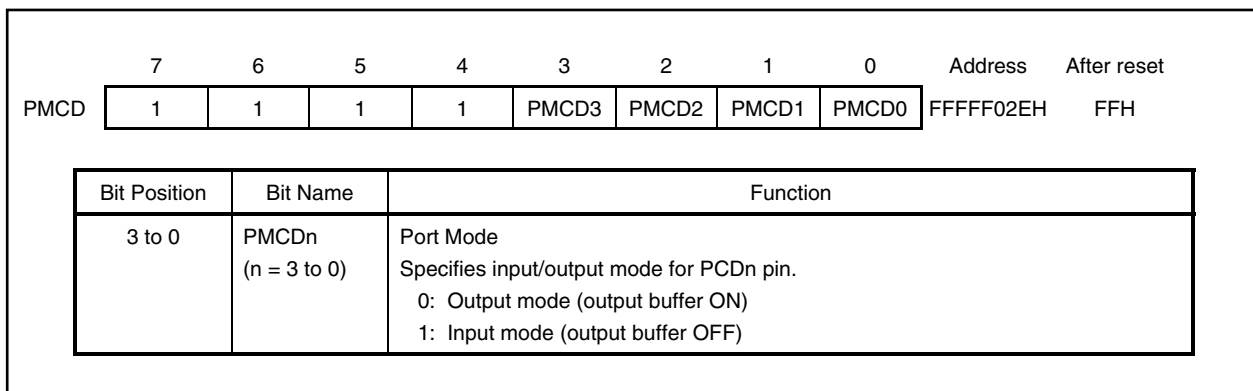 7 6 5 4 3 2 1 0 Address After reset
PMCD 1 1 1 1 PMCD3 PMCD2 PMCD1 PMCD0 FFFFF02EH FFH
Bit Position Bit Name Function
3 to 0 PMCDn Port Mode
(n = 3 to 0) Specifies input/output mode for PCDn pin.
0: Output mode (output buffer ON)
1: Input mode (output buffer OFF)